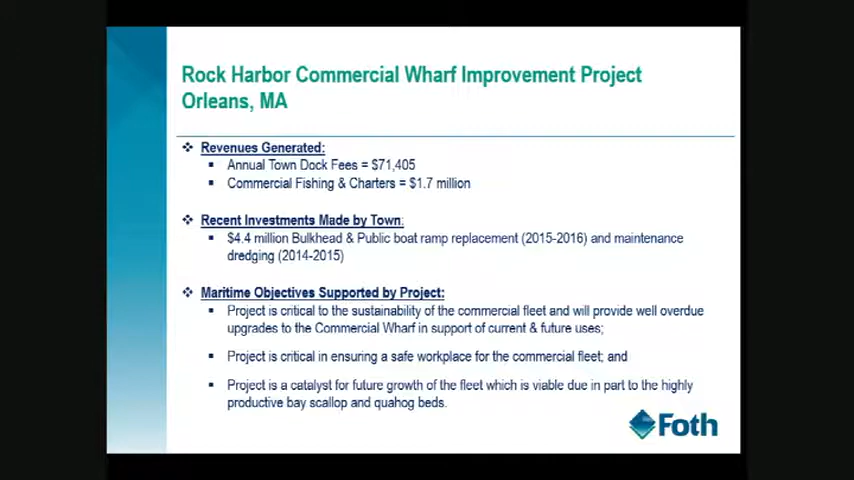 Rock Harbor Commercial Wharf Improvement Project
Orleans, MA
Revenues Generated:
Annual Town Dock Fees = $71,405
Commercial Fishing & Charters = $1.7 million
Recent Investments Made by Town:
$4.4 million Bulkhead & Public boat ramp replacement (2015-2016) and maintenance
dredging (2014-2015)
Maritime Objectives Supported by Project:
Project is critical to the sustainability of the commercial fleet and will provide well overdue
upgrades to the Commercial Wharf in support of current & future uses;
Project is critical in ensuring a safe workplace for the commercial fleet; and
Project is a catalyst for future growth of the fleet which is viable due in part to the highly
productive bay scallop and quahog beds.
Foth